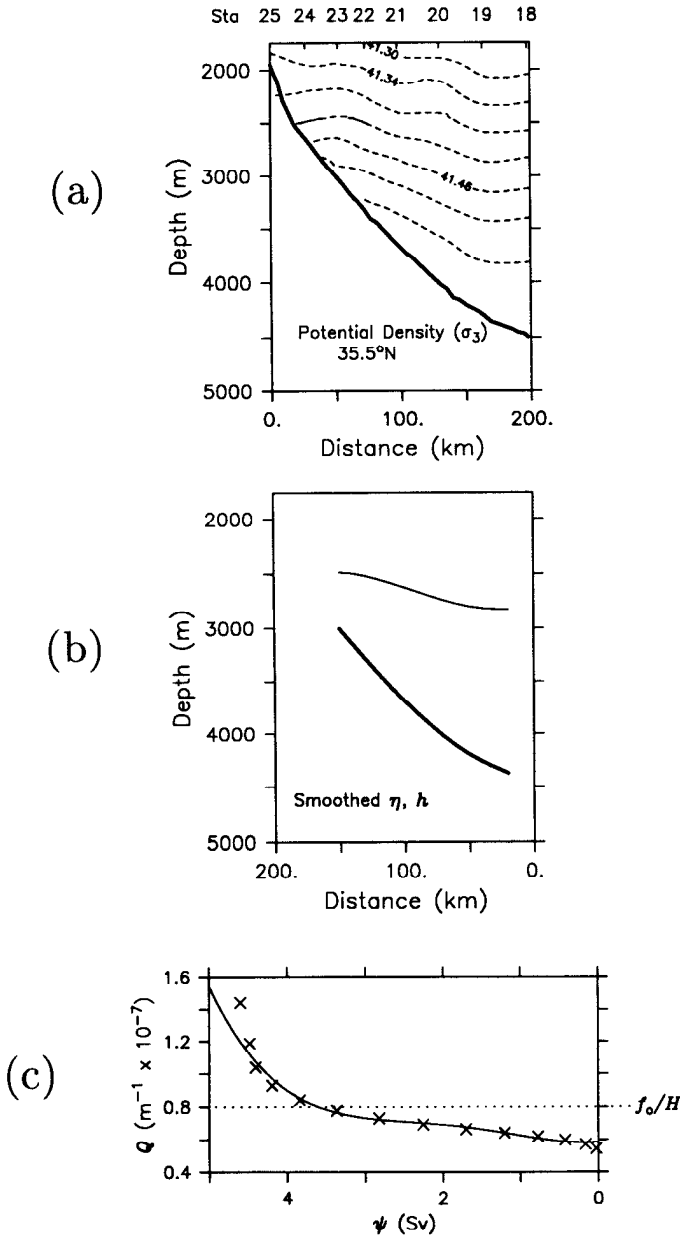 Sta 25 24 23 22 21 20 19 18
(a)
Depth (m)
2000
3000
4000
5000
41.30
41.34
41.46
Potential Density (σ₃)
35.5°N
0. 100. 200.
Distance (km)
(b)
Depth (m)
2000
3000
4000
5000
Smoothed η, h
200. 100. 0.
Distance (km)
(c)
Q (m⁻¹ × 10⁻⁷)
1.6
1.2
0.8
0.4
f₀/H
4 2 0
ψ (Sv)